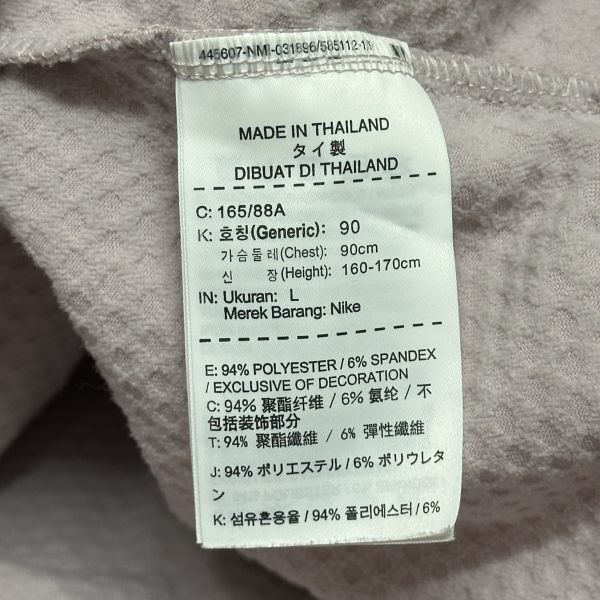 445607-NMI-031896/585112-1X
MADE IN THAILAND
タイ製
DIBUAT DI THAILAND
C: 165/88A
K: 호칭(Generic): 90
가슴둘레(Chest): 90cm
신 장(Height): 160-170cm
IN: Ukuran: L
Merek Barang: Nike
E: 94% POLYESTER / 6% SPANDEX
/ EXCLUSIVE OF DECORATION
C: 94% 聚酯纤维 / 6% 氨纶 / 不
包括装饰部分
T: 94% 聚酯纖維 / 6% 彈性纖維
J: 94% ポリエステル / 6% ポリウレタ
ン
K: 섬유혼용율 / 94% 폴리에스터 / 6%